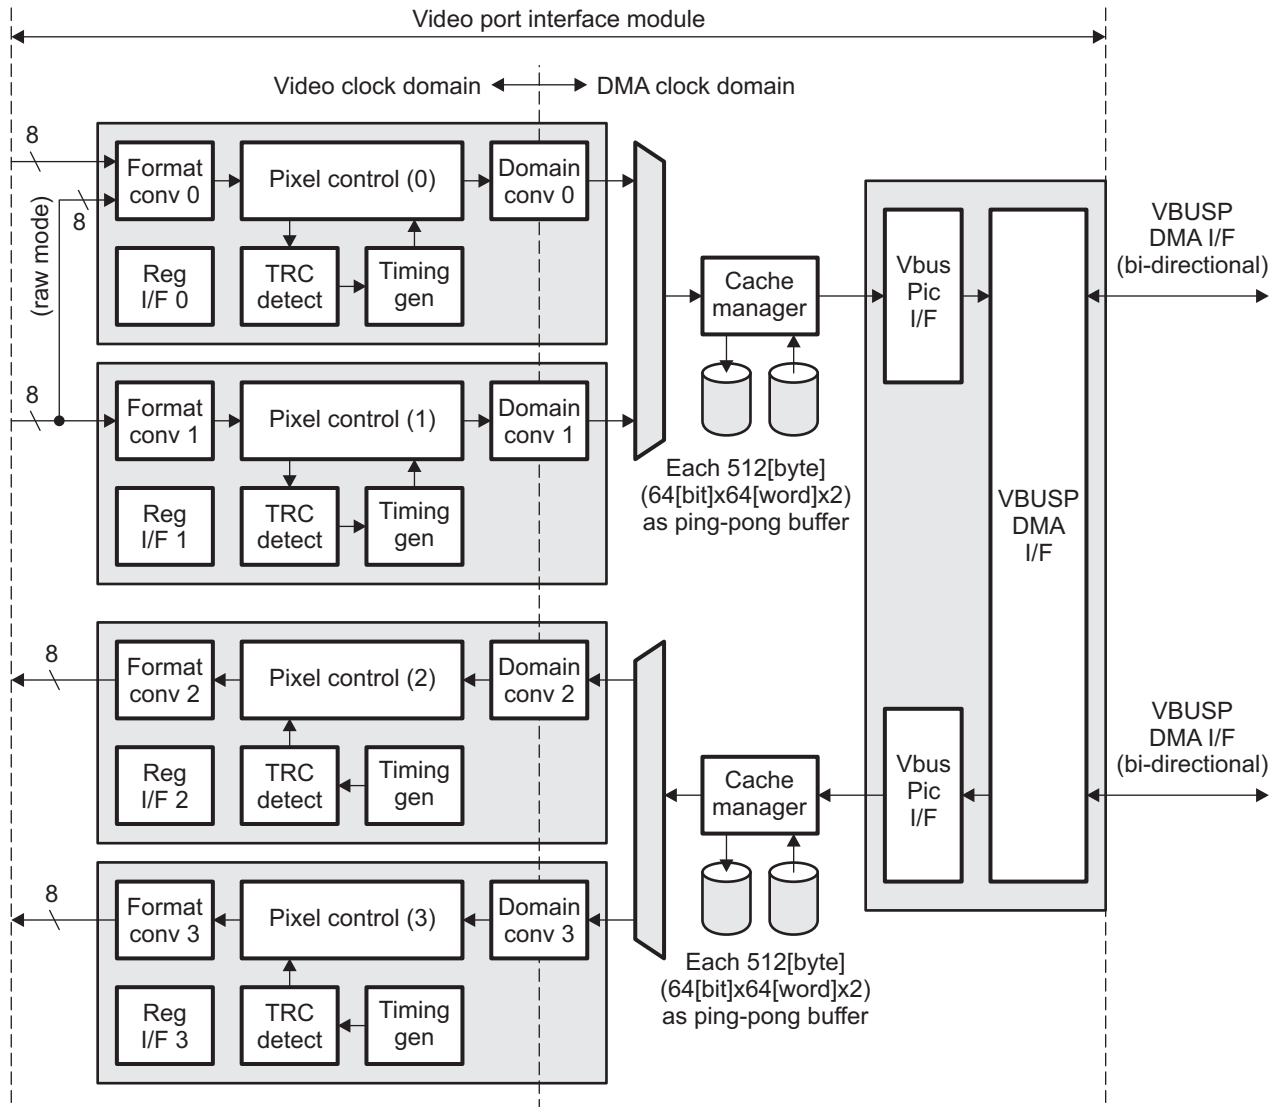 Video port interface module
Video clock domain
DMA clock domain
8
8
(raw mode)
Format
conv 0
Pixel control (0)
Domain
conv 0
Reg
I/F 0
TRC
detect
Timing
gen
8
Format
conv 1
Pixel control (1)
Domain
conv 1
Reg
I/F 1
TRC
detect
Timing
gen
Cache
manager
Each 512[byte]
(64[bit]x64[word]x2)
as ping-pong buffer
Vbus
Pic
I/F
VBUSP
DMA
I/F
VBUSP
DMA I/F
(bi-directional)
8
Format
conv 2
Pixel control (2)
Domain
conv 2
Reg
I/F 2
TRC
detect
Timing
gen
8
Format
conv 3
Pixel control (3)
Domain
conv 3
Reg
I/F 3
TRC
detect
Timing
gen
Cache
manager
Each 512[byte]
(64[bit]x64[word]x2)
as ping-pong buffer
Vbus
Pic
I/F
VBUSP
DMA I/F
(bi-directional)